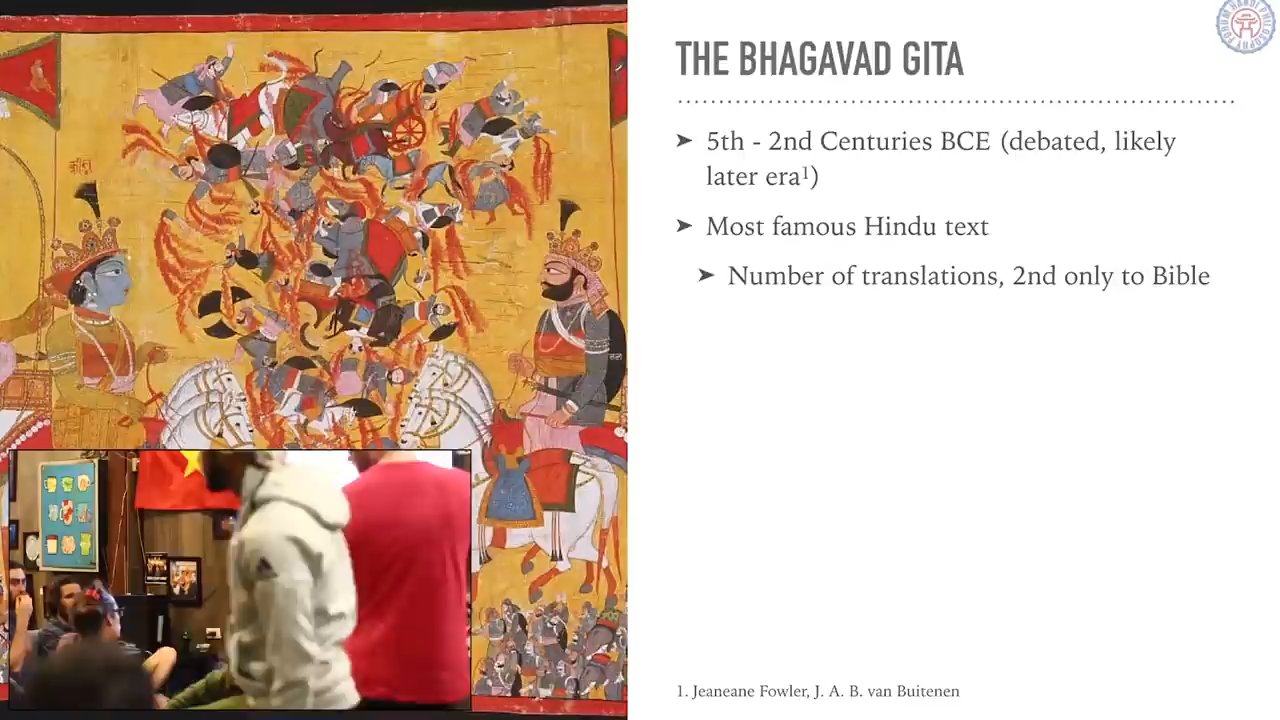 THE BHAGAVAD GITA
➤ 5th - 2nd Centuries BCE (debated, likely
later era¹)
➤ Most famous Hindu text
➤ Number of translations, 2nd only to Bible
1. Jeaneane Fowler, J. A. B. van Buitenen